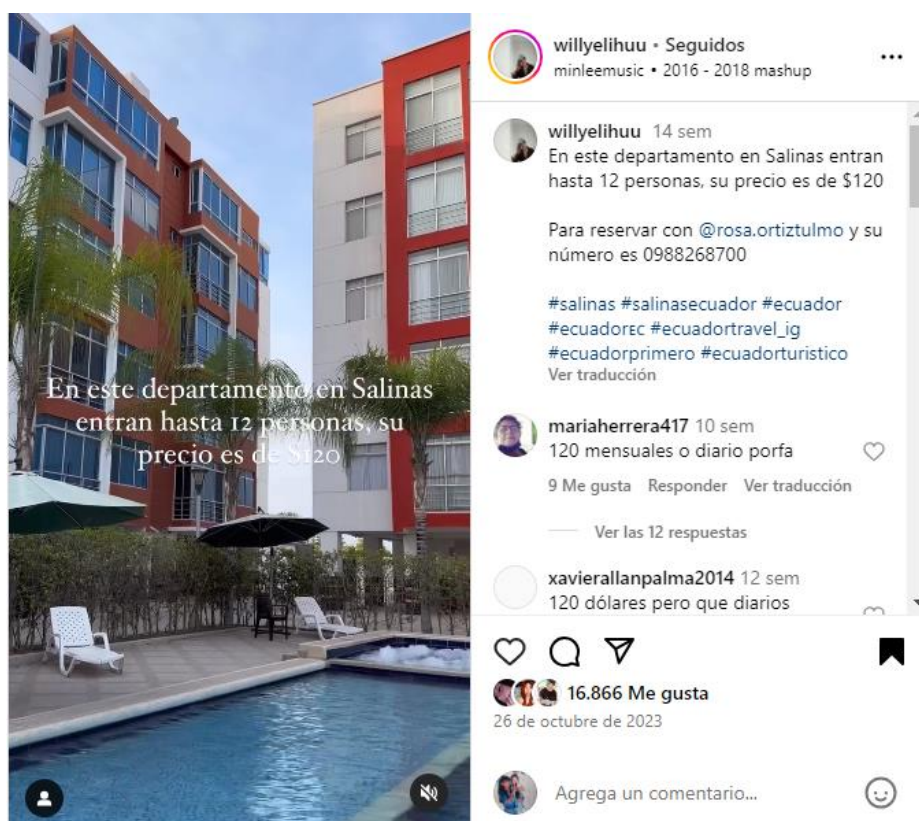 En este departamento en Salinas
entran hasta 12 personas, su
precio es de $120
willyelihuu • Seguidos
minleemusic • 2016 - 2018 mashup
willyelihuu 14 sem
En este departamento en Salinas entran
hasta 12 personas, su precio es de $120
Para reservar con @rosa.ortiztulmo y su
número es 0988268700
#salinas #salinasecuador #ecuador
#ecuadorᴇᴄ #ecuadortravel_ig
#ecuadorprimero #ecuadorturistico
Ver traducción
mariaherrera417 10 sem
120 mensuales o diario porfa
9 Me gusta Responder Ver traducción
Ver las 12 respuestas
xavierallanpalma2014 12 sem
120 dólares pero que diarios
16.866 Me gusta
26 de octubre de 2023
Agrega un comentario...